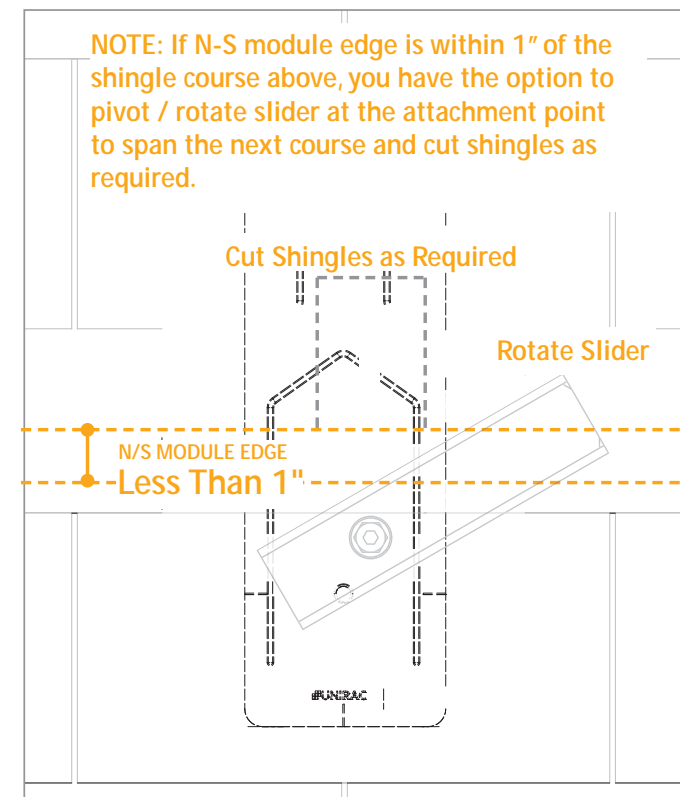 NOTE: If N-S module edge is within 1" of the
shingle course above, you have the option to
pivot / rotate slider at the attachment point
to span the next course and cut shingles as
required.
Cut Shingles as Required
Rotate Slider
N/S MODULE EDGE
Less Than 1"
#UNIRAC